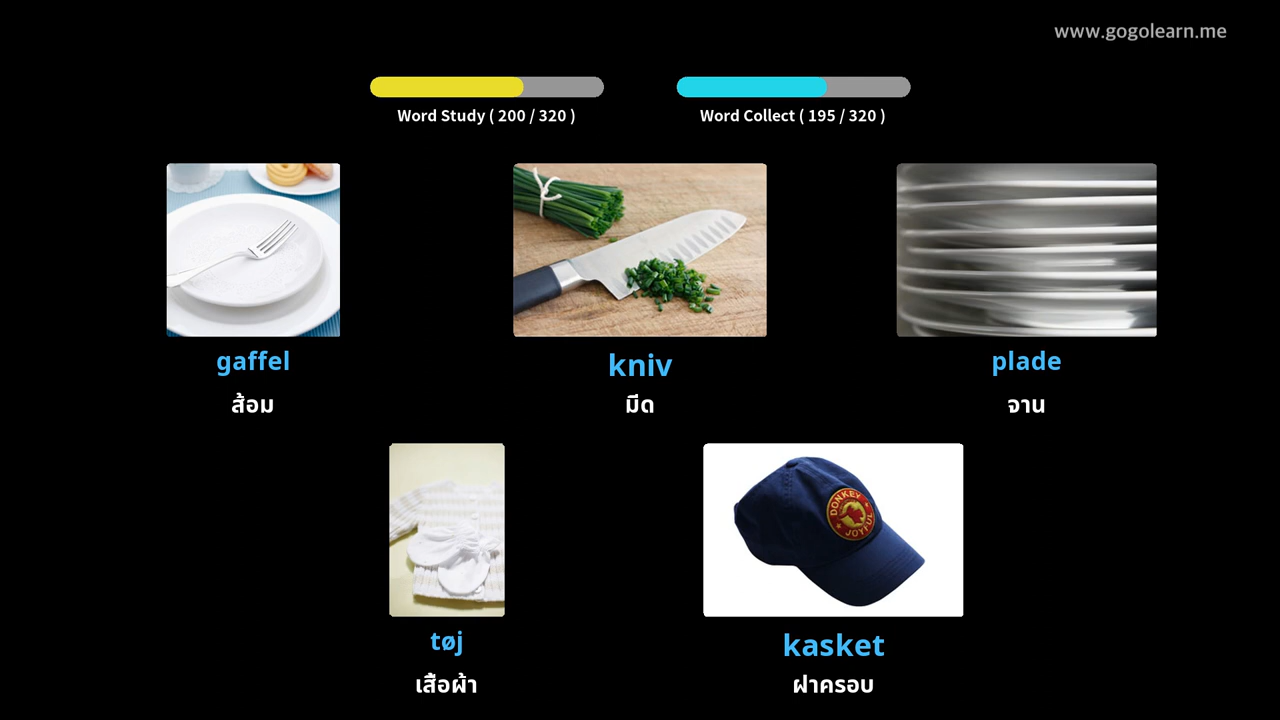 www.gogolearn.me
Word Study ( 200 / 320 )
Word Collect ( 195 / 320 )
gaffel
ส้อม
kniv
มีด
plade
จาน
DONKEY
JOYFUL
tøj
เสื้อผ้า
kasket
ฝาครอบ